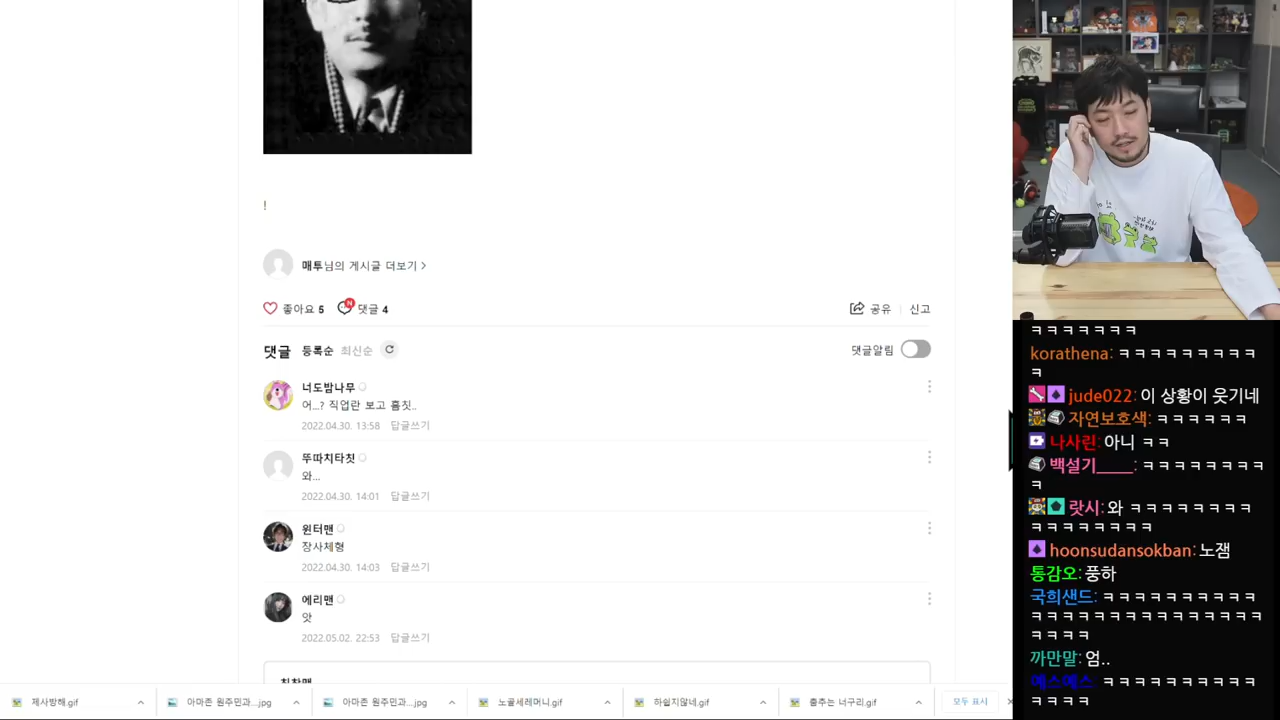 !
매투님의 게시글 더보기 >
좋아요 5 N 댓글 4
공유 신고
댓글 등록순 최신순
댓글알림
너도밤나무
어...? 직업란 보고 흠칫..
2022.04.30. 13:58 답글쓰기
뚜따치타칫
와...
2022.04.30. 14:01 답글쓰기
윈터맨
장사체형
2022.04.30. 14:03 답글쓰기
에리맨
앗
2022.05.02. 22:53 답글쓰기
제사방해.gif
아마존 원주민과....jpg
아마존 원주민과....jpg
노골세레머니.gif
하쉽지않네.gif
춤추는 너구리.gif
모두 표시
ㅋㅋㅋㅋㅋㅋㅋ
korathena: ㅋㅋㅋㅋㅋㅋㅋㅋㅋ
ㅋ
jude022: 이 상황이 웃기네
자연보호색: ㅋㅋㅋㅋㅋㅋ
나사린: 아니 ㅋㅋ
백설기____: ㅋㅋㅋㅋㅋㅋㅋㅋ
ㅋ
랏시: 와 ㅋㅋㅋㅋㅋㅋㅋㅋ
ㅋㅋㅋㅋㅋㅋㅋㅋ
hoonsudansokban: 노잼
통감오: 풍하
국희샌드: ㅋㅋㅋㅋㅋㅋㅋㅋㅋㅋ
ㅋㅋㅋㅋㅋㅋㅋㅋㅋㅋㅋㅋㅋㅋㅋ
ㅋㅋㅋㅋ
까만말: 엄..
에스에스: ㅋㅋㅋㅋㅋㅋㅋㅋㅋㅋ
ㅋㅋㅋㅋ